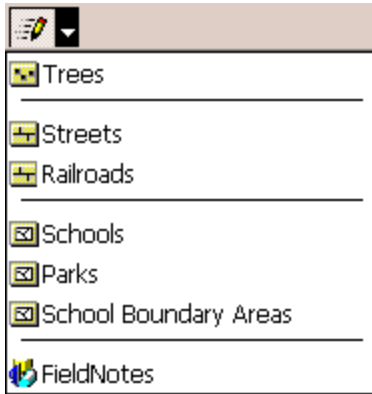 Trees
Streets
Railroads
Schools
Parks
School Boundary Areas
FieldNotes